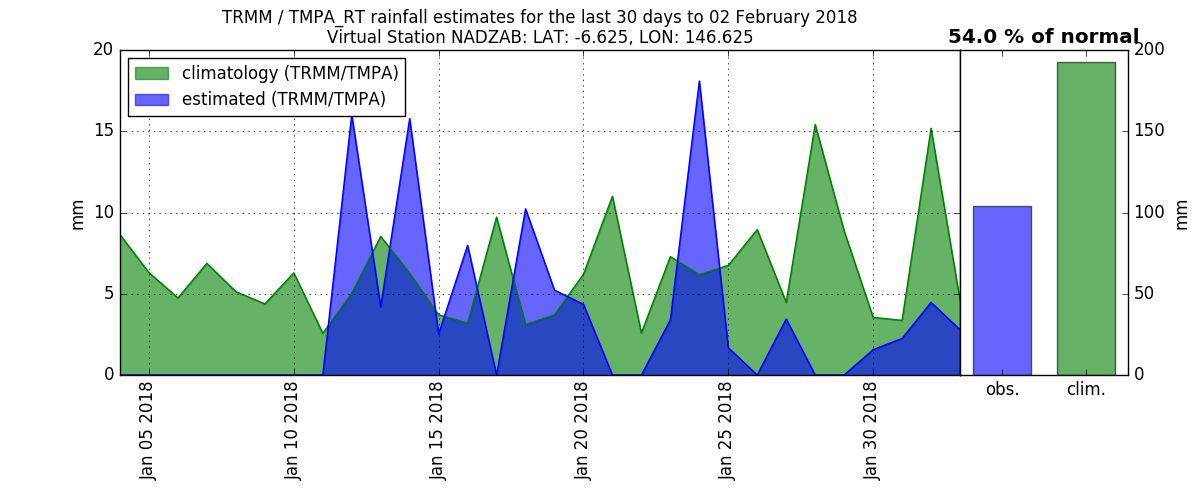 TRMM / TMPA_RT rainfall estimates for the last 30 days to 02 February 2018
Virtual Station NADZAB: LAT: -6.625, LON: 146.625
54.0 % of normal
climatology (TRMM/TMPA)
estimated (TRMM/TMPA)
20
15
10
5
0
mm
200
150
100
50
0
mm
Jan 05 2018
Jan 10 2018
Jan 15 2018
Jan 20 2018
Jan 25 2018
Jan 30 2018
obs.
clim.